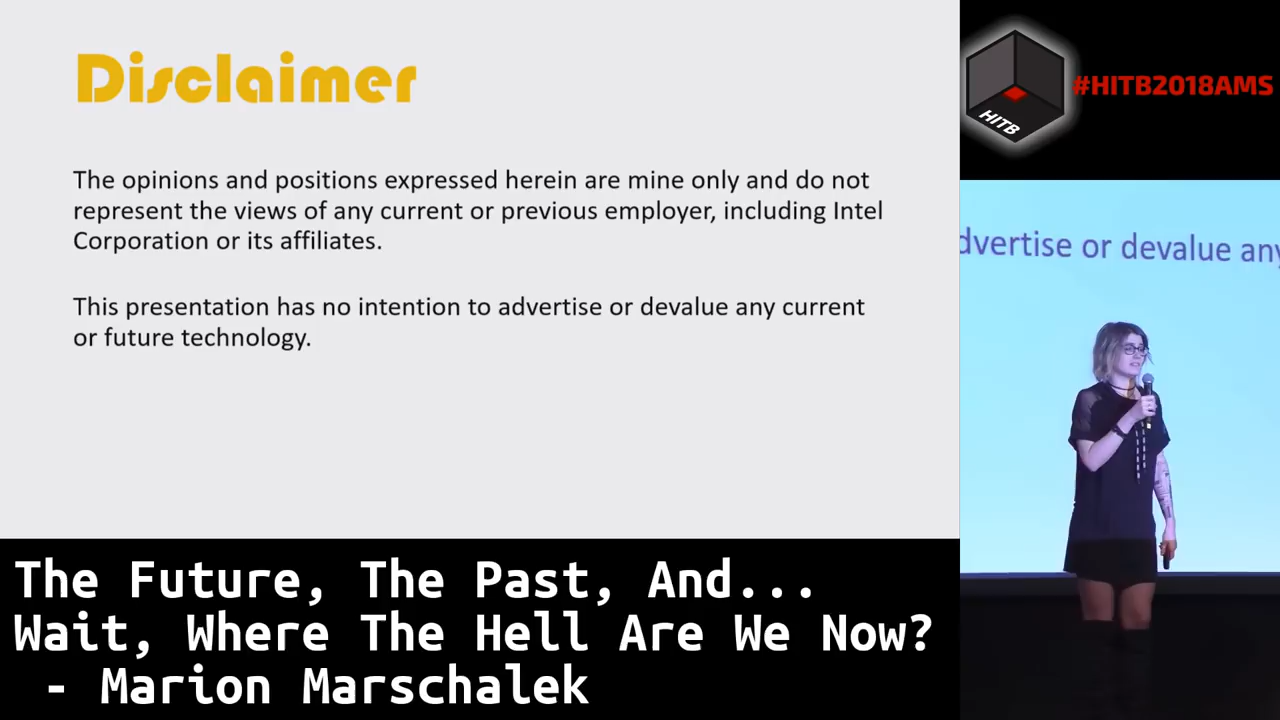 Disclaimer
The opinions and positions expressed herein are mine only and do not
represent the views of any current or previous employer, including Intel
Corporation or its affiliates.
This presentation has no intention to advertise or devalue any current
or future technology.
#HITB2018AMS
HITB
dvertise or devalue any
The Future, The Past, And...
Wait, Where The Hell Are We Now?
- Marion Marschalek